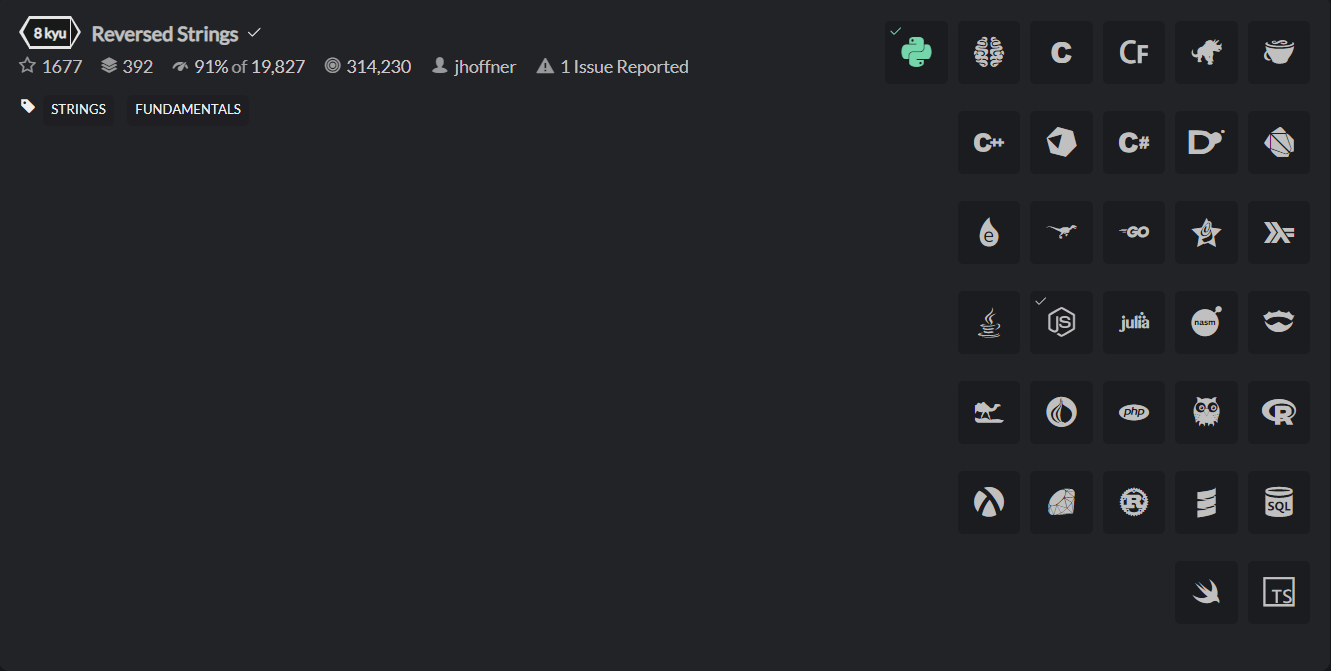 8 kyu Reversed Strings
1677 392 91% of 19,827 314,230 jhoffner 1 Issue Reported
STRINGS FUNDAMENTALS
C CF
C++ C# D
e GO
JS julia nasm
php R
R SQL
TS